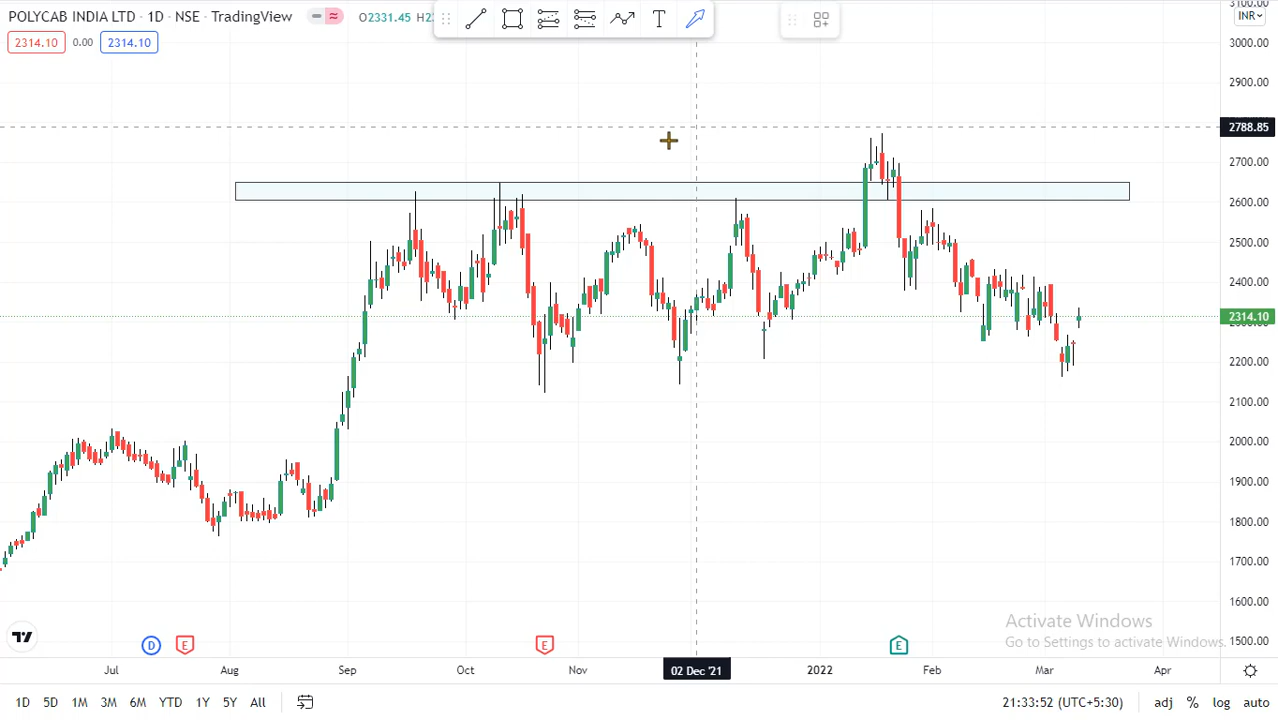 POLYCAB INDIA LTD · 1D · NSE · TradingView
O2331.45
2314.10 0.00 2314.10
T
INR
3000.00
2900.00
2788.85
2700.00
2600.00
2500.00
2400.00
2314.10
2200.00
2100.00
2000.00
1900.00
1800.00
1700.00
1600.00
1500.00
Activate Windows
Go to Settings to activate Windows.
D E E E
Jul Aug Sep Oct Nov 02 Dec '21 2022 Feb Mar Apr
1D 5D 1M 3M 6M YTD 1Y 5Y All 21:33:52 (UTC+5:30) adj % log auto